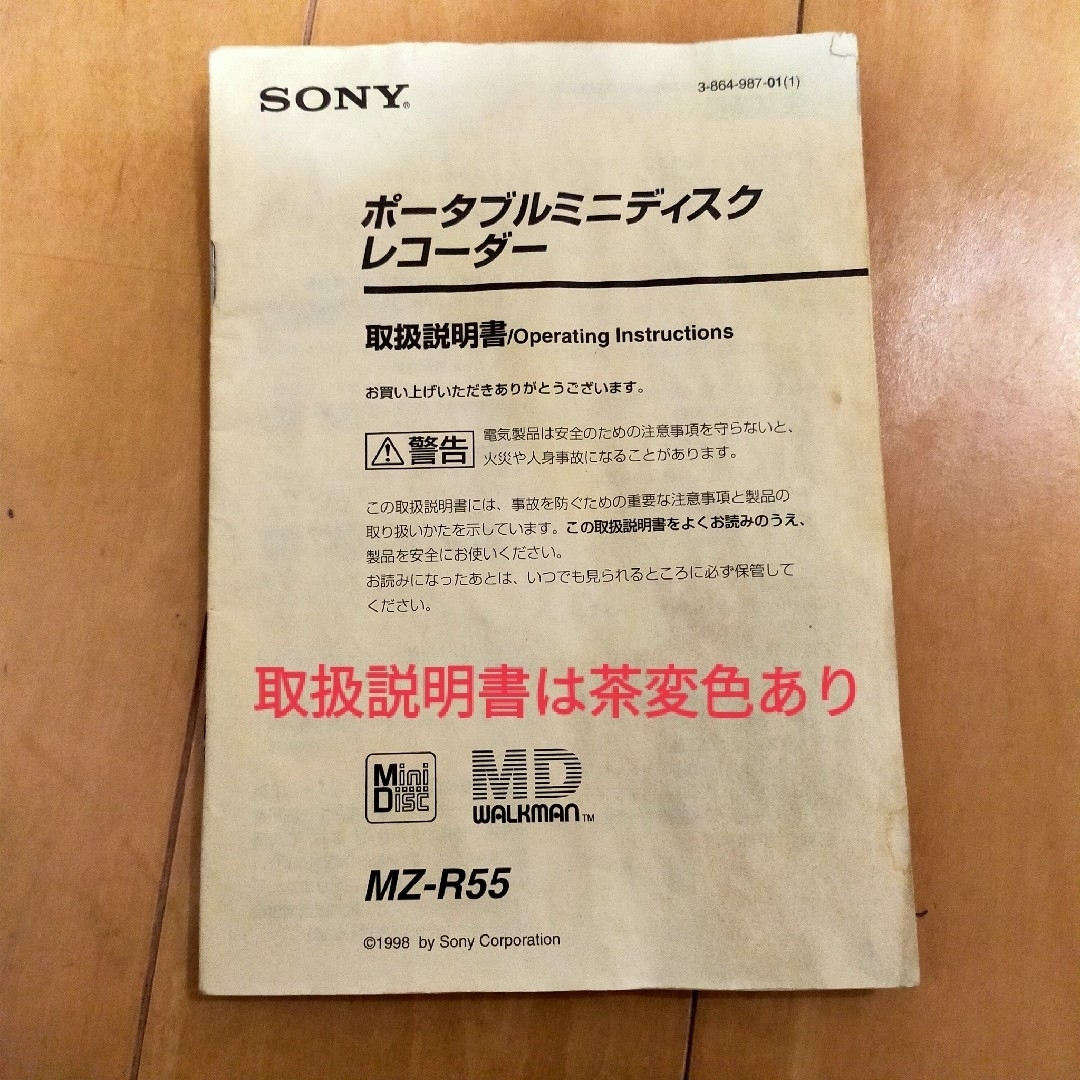 SONY®
3-864-987-01(1)
ポータブルミニディスク
レコーダー
取扱説明書/Operating Instructions
お買い上げいただきありがとうございます。
警告
電気製品は安全のための注意事項を守らないと、
火災や人身事故になることがあります。
この取扱説明書には、事故を防ぐための重要な注意事項と製品の
取り扱いかたを示しています。この取扱説明書をよくお読みのうえ、
製品を安全にお使いください。
お読みになったあとは、いつでも見られるところに必ず保管して
ください。
取扱説明書は茶変色あり
Mini
Disc
MD
WALKMAN™
MZ-R55
©1998 by Sony Corporation